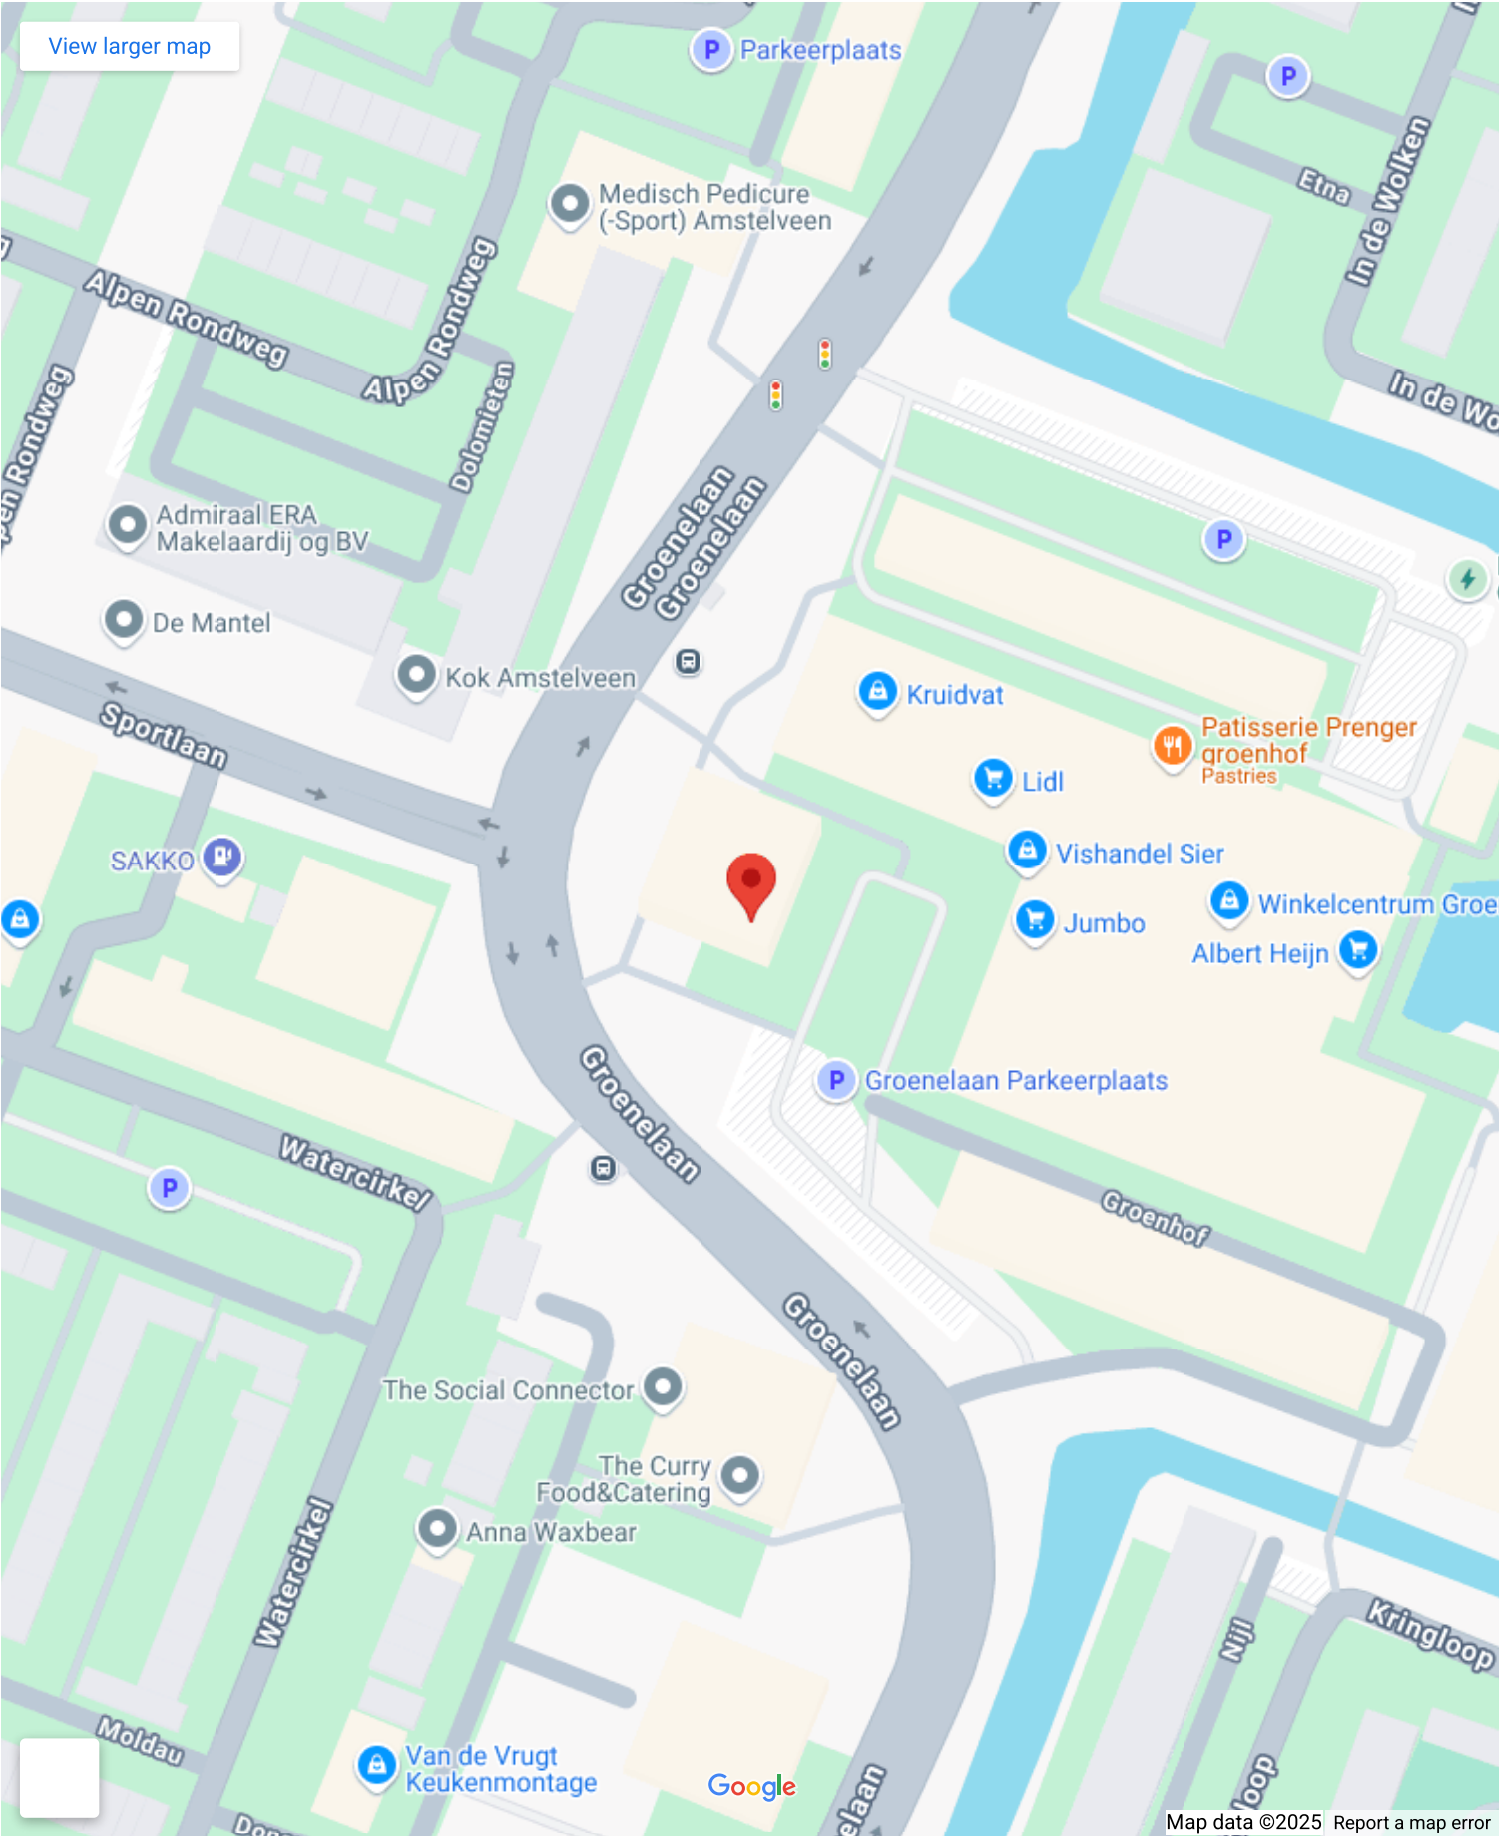 View larger map
P Parkeerplaats
P
Etna
In de Wolken
Medisch Pedicure
(-Sport) Amstelveen
Alpen Rondweg
Alpen Rondweg
Dolomieten
In de Wo
pen Rondweg
Groenelaan
Groenelaan
Admiraal ERA
Makelaardij og BV
P
De Mantel
Kok Amstelveen
Kruidvat
Sportlaan
Patisserie Prenger
groenhof
Pastries
Lidl
SAKKO
Vishandel Sier
Winkelcentrum Groe
Jumbo
Albert Heijn
Groenelaan
P Groenelaan Parkeerplaats
Watercirkel
P
Groenhof
Groenelaan
The Social Connector
The Curry
Food&Catering
Anna Waxbear
Watercirkel
Nijl
Kringloop
Moldau
Van de Vrugt
Keukenmontage
Google
elaan
loop
Map data ©2025
Report a map error